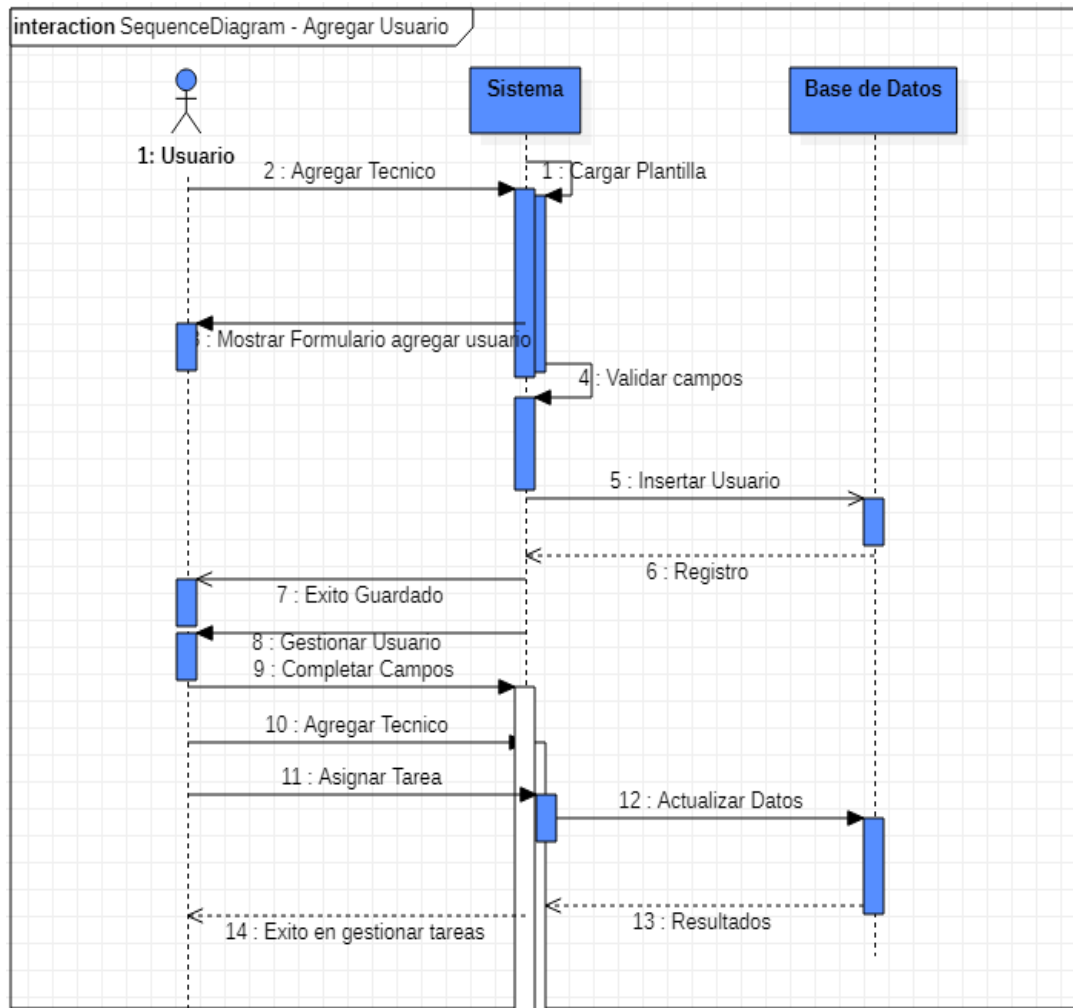 interaction SequenceDiagram - Agregar Usuario
Sistema
Base de Datos
1: Usuario
1 : Cargar Plantilla
2 : Agregar Tecnico
: Mostrar Formulario agregar usuario
4 : Validar campos
5 : Insertar Usuario
6 : Registro
7 : Exito Guardado
8 : Gestionar Usuario
9 : Completar Campos
10 : Agregar Tecnico
11 : Asignar Tarea
12 : Actualizar Datos
13 : Resultados
14 : Exito en gestionar tareas